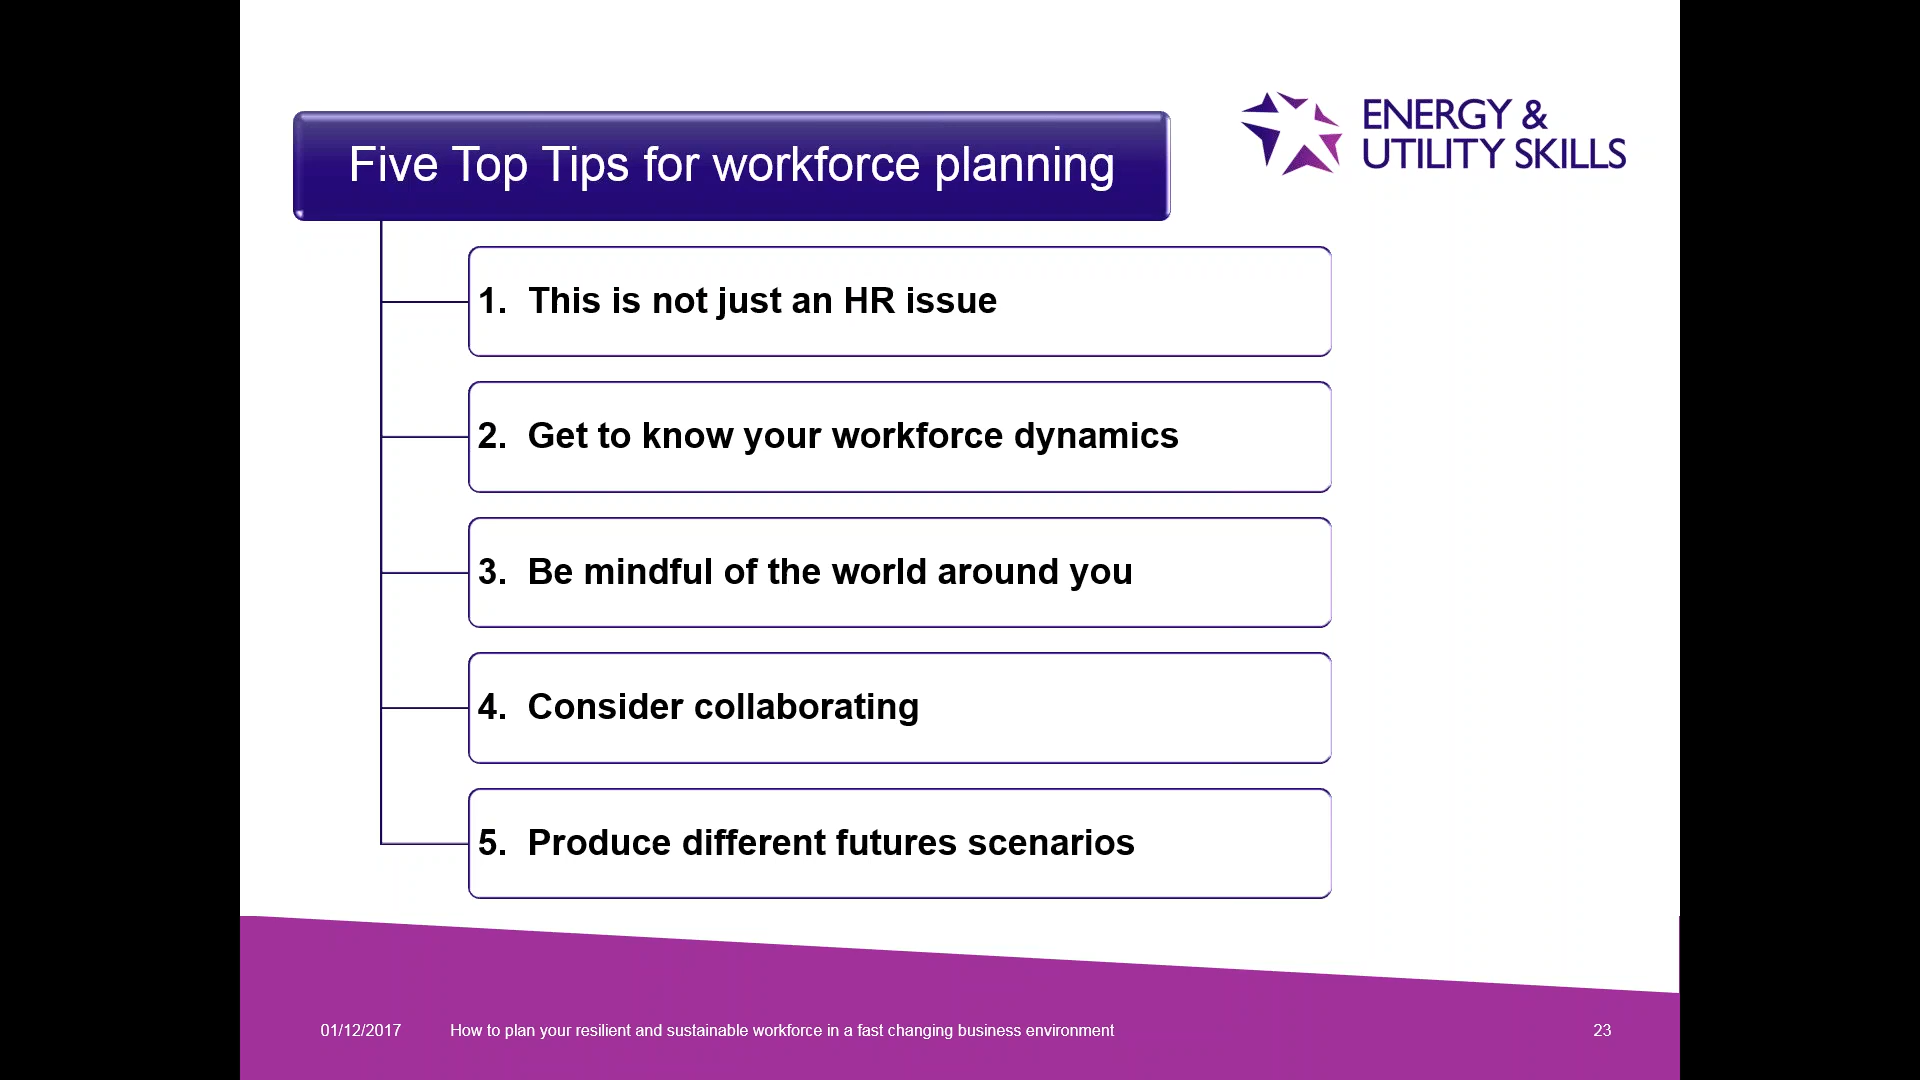 Five Top Tips for workforce planning
ENERGY &
UTILITY SKILLS
1. This is not just an HR issue
2. Get to know your workforce dynamics
3. Be mindful of the world around you
4. Consider collaborating
5. Produce different futures scenarios
01/12/2017 How to plan your resilient and sustainable workforce in a fast changing business environment 23